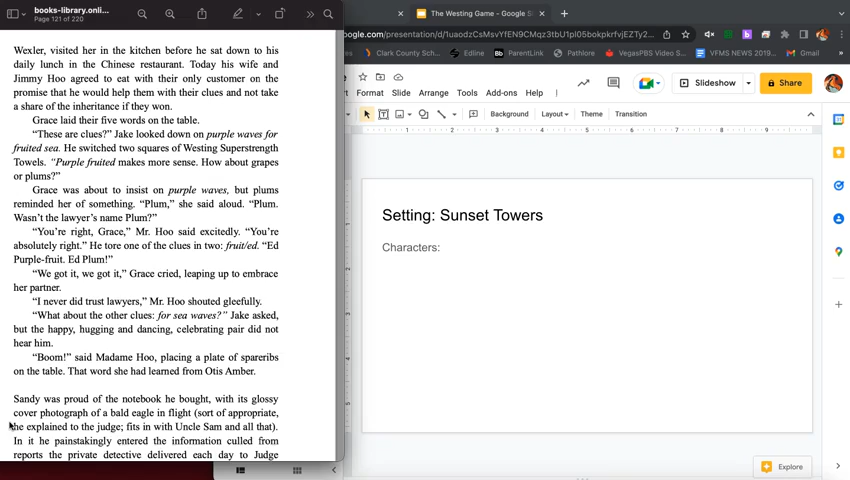 books-library.onli...
Page 121 of 220
Wexler, visited her in the kitchen before he sat down to his
daily lunch in the Chinese restaurant. Today his wife and
Jimmy Hoo agreed to eat with their only customer on the
promise that he would help them with their clues and not take
a share of the inheritance if they won.
Grace laid their five words on the table.
“These are clues?” Jake looked down on purple waves for
fruited sea. He switched two squares of Westing Superstrength
Towels. “Purple fruited makes more sense. How about grapes
or plums?”
Grace was about to insist on purple waves, but plums
reminded her of something. “Plum,” she said aloud. “Plum.
Wasn’t the lawyer’s name Plum?”
“You’re right, Grace,” Mr. Hoo said excitedly. “You’re
absolutely right.” He tore one of the clues in two: fruit/ed. “Ed
Purple-fruit. Ed Plum!”
“We got it, we got it,” Grace cried, leaping up to embrace
her partner.
“I never did trust lawyers,” Mr. Hoo shouted gleefully.
“What about the other clues: for sea waves?” Jake asked,
but the happy, hugging and dancing, celebrating pair did not
hear him.
“Boom!” said Madame Hoo, placing a plate of spareribs
on the table. That word she had learned from Otis Amber.
Sandy was proud of the notebook he bought, with its glossy
cover photograph of a bald eagle in flight (sort of appropriate,
he explained to the judge; fits in with Uncle Sam and all that).
In it he painstakingly entered the information culled from
reports the private detective delivered each day to Judge
The Westing Game - Google S
google.com/presentation/d/1uaodzCsMsvYfEN9CMqz3tbU1pl05bokpkrfvjEZTy2...
Clark County Scho... BzOdy ParentLink Pathlore VegasPBS Video S... VFMS NEWS 2019... Gmail
Slideshow Share
Format Slide Arrange Tools Add-ons Help
Background Layout Theme Transition
1 2 3 4 5 6 7 8 9
Setting: Sunset Towers
Characters:
Explore